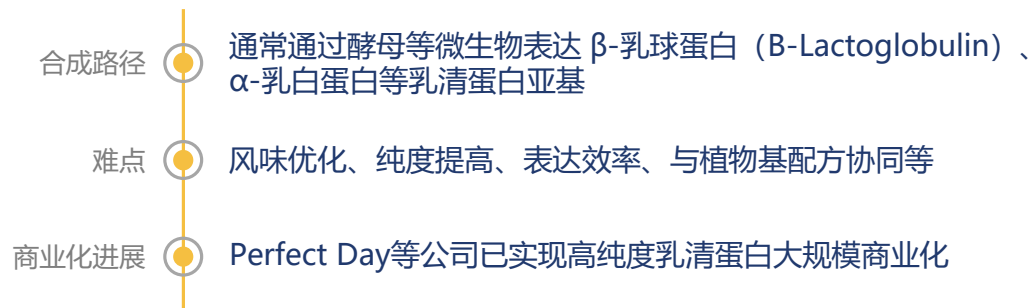 合成路径
通常通过酵母等微生物表达 β-乳球蛋白（B-Lactoglobulin）、
α-乳白蛋白等乳清蛋白亚基
难点
风味优化、纯度提高、表达效率、与植物基配方协同等
商业化进展
Perfect Day等公司已实现高纯度乳清蛋白大规模商业化